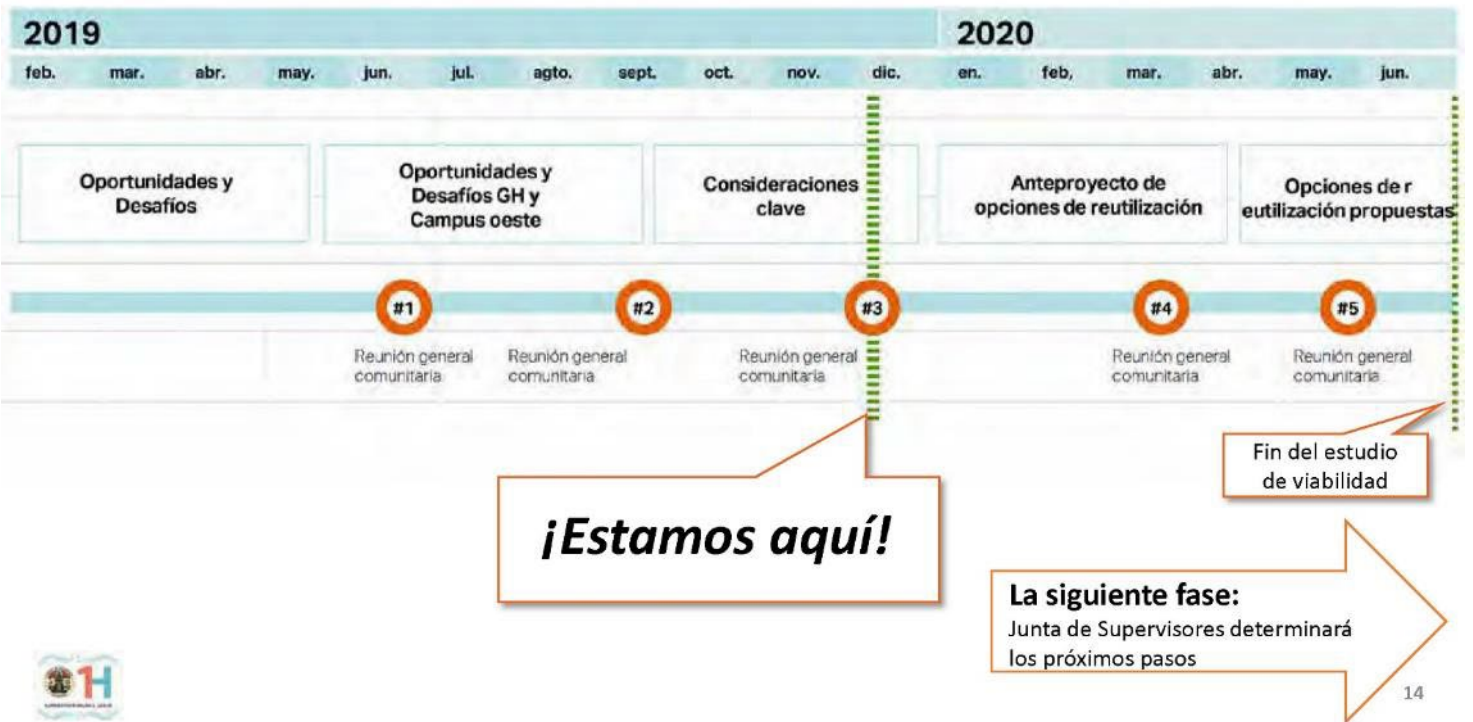 2019
2020
feb. mar. abr. may. jun. jul. agto. sept. oct. nov. dic. en. feb, mar. abr. may. jun.
Oportunidades y
Desafíos
Oportunidades y
Desafíos GH y
Campus oeste
Consideraciones
clave
Anteproyecto de
opciones de reutilización
Opciones de r
eutilización propuestas
#1
#2
#3
#4
#5
Reunión general
comunitaria
Reunión general
comunitaria
Reunión general
comunitaria
Reunión general
comunitaria
Reunión general
comunitaria
Fin del estudio
de viabilidad
¡Estamos aquí!
La siguiente fase:
Junta de Supervisores determinará
los próximos pasos
1H
14